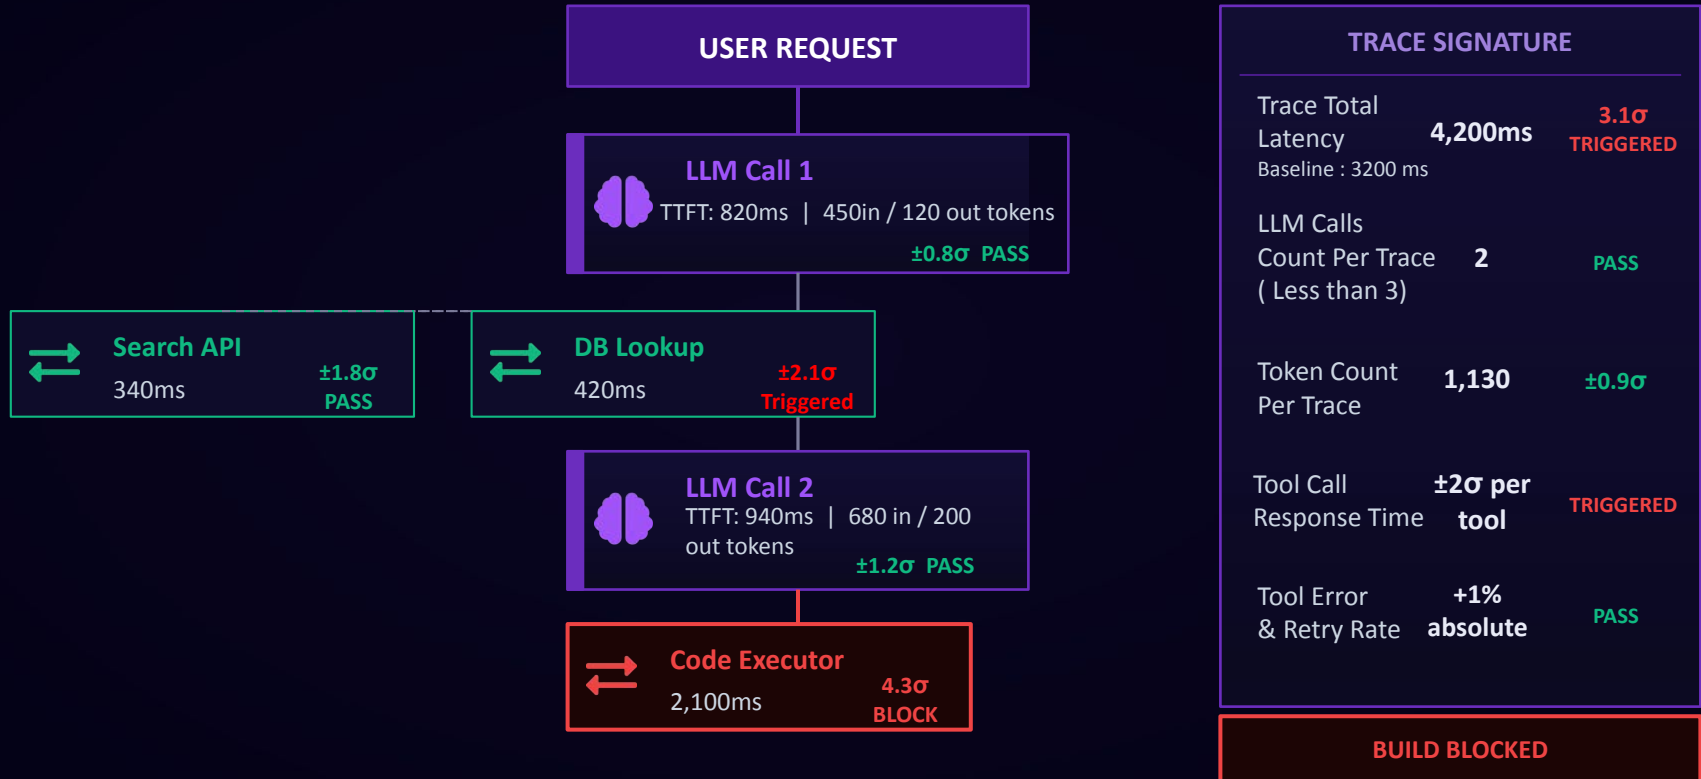 USER REQUEST
LLM Call 1
TTFT: 820ms | 450in / 120 out tokens
±0.8σ PASS
Search API
340ms
±1.8σ
PASS
DB Lookup
420ms
±2.1σ
Triggered
LLM Call 2
TTFT: 940ms | 680 in / 200
out tokens
±1.2σ PASS
Code Executor
2,100ms
4.3σ
BLOCK
TRACE SIGNATURE
Trace Total
Latency
Baseline : 3200 ms
4,200ms
3.1σ
TRIGGERED
LLM Calls
Count Per Trace
( Less than 3)
2
PASS
Token Count
Per Trace
1,130
±0.9σ
Tool Call
Response Time
±2σ per
tool
TRIGGERED
Tool Error
& Retry Rate
+1%
absolute
PASS
BUILD BLOCKED